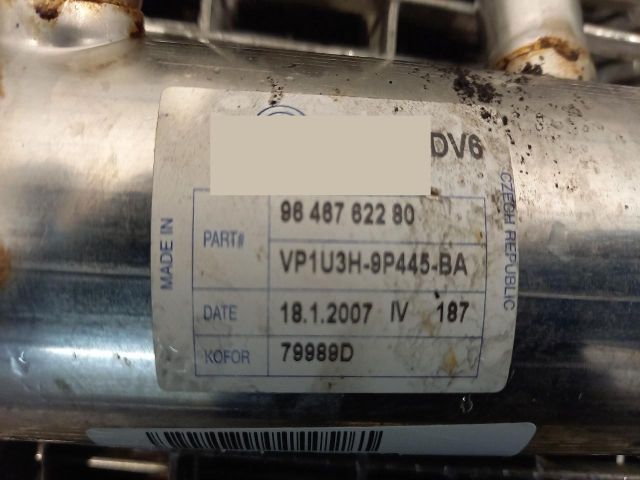 DV6
MADE IN
CZECH REPUBLIC
PART#
96 467 622 80
VP1U3H-9P445-BA
DATE 18.1.2007 IV 187
KOFOR 79989D